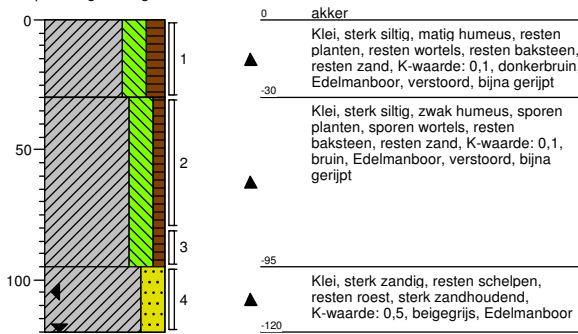 0
akker
0
Klei, sterk siltig, matig humeus, resten
planten, resten wortels, resten baksteen,
resten zand, K-waarde: 0,1, donkerbruin,
Edelmanboor, verstoord, bijna gerijpt
1
-30
Klei, sterk siltig, zwak humeus, sporen
planten, sporen wortels, resten
baksteen, resten zand, K-waarde: 0,1,
bruin, Edelmanboor, verstoord, bijna
gerijpt
50
2
3
-95
Klei, sterk zandig, resten schelpen,
resten roest, sterk zandhoudend,
K-waarde: 0,5, beigegrijs, Edelmanboor
100
4
-120